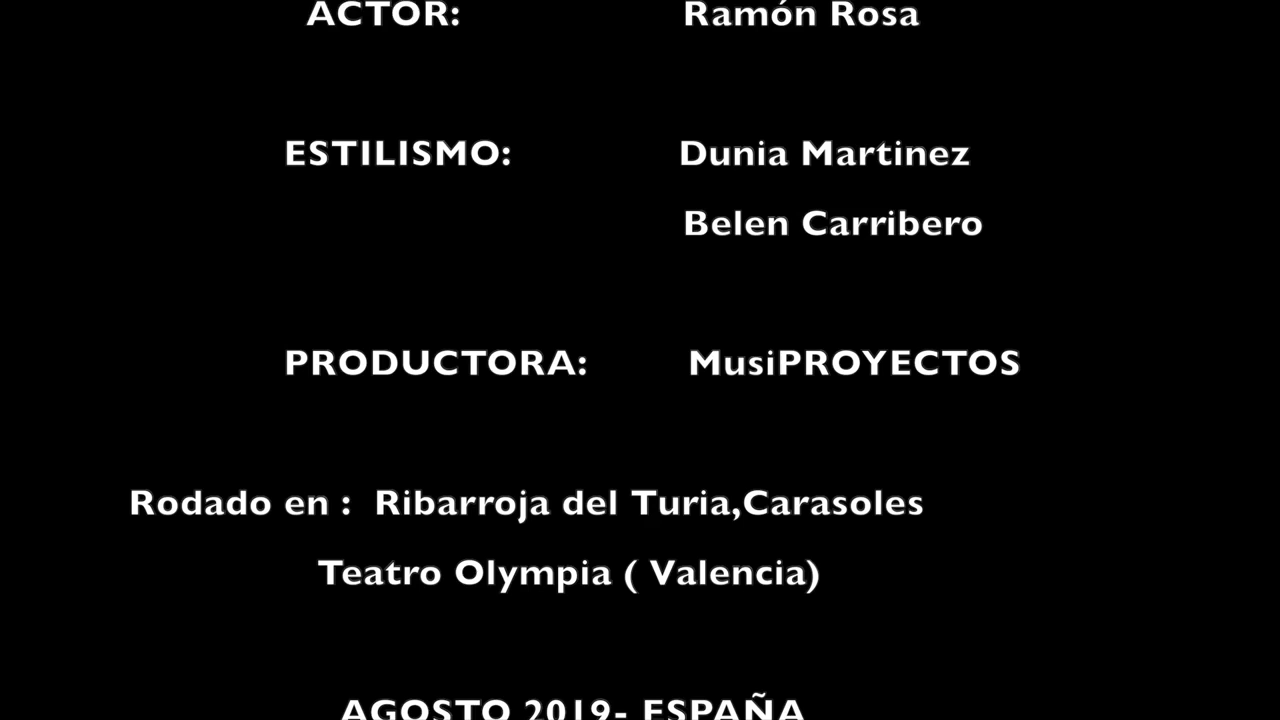 ACTOR: Ramón Rosa
ESTILISMO: Dunia Martinez
Belen Carribero
PRODUCTORA: MusiPROYECTOS
Rodado en : Ribarroja del Turia,Carasoles
Teatro Olympia ( Valencia)
AGOSTO 2019- ESPAÑA